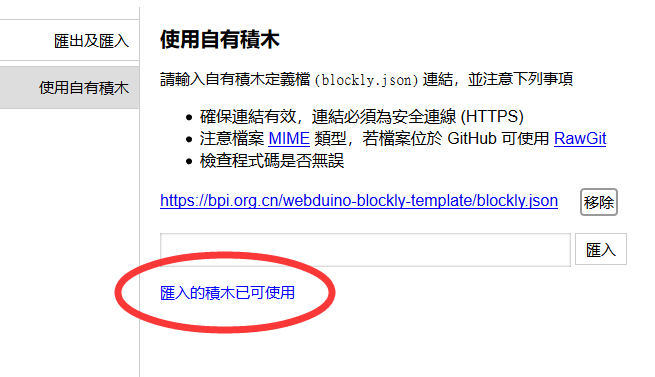 匯出及匯入
使用自有積木
使用自有積木
請輸入自有積木定義檔 (blockly.json) 連結，並注意下列事項
確保連結有效，連結必須為安全連線 (HTTPS)
注意檔案 MIME 類型，若檔案位於 GitHub 可使用 RawGit
檢查程式碼是否無誤
https://bpi.org.cn/webduino-blockly-template/blockly.json 移除
匯入
匯入的積木已可使用